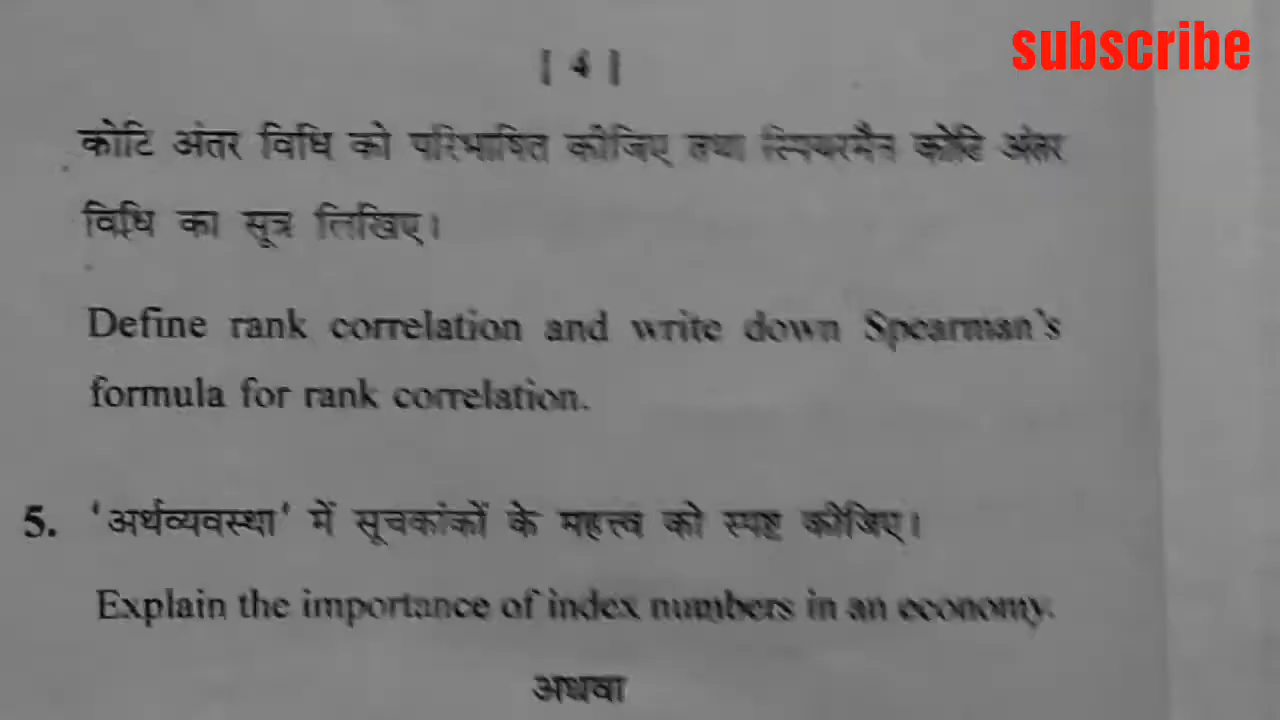 subscribe
[ 4 ]
कोटि अंतर विधि को परिभाषित कीजिए तथा स्पियरमैन कोटि अंतर
विधि का सूत्र लिखिए।
Define rank correlation and write down Spearman's
formula for rank correlation.
5. 'अर्थव्यवस्था' में सूचकांकों के महत्त्व को स्पष्ट कीजिए।
Explain the importance of index numbers in an economy.
अथवा